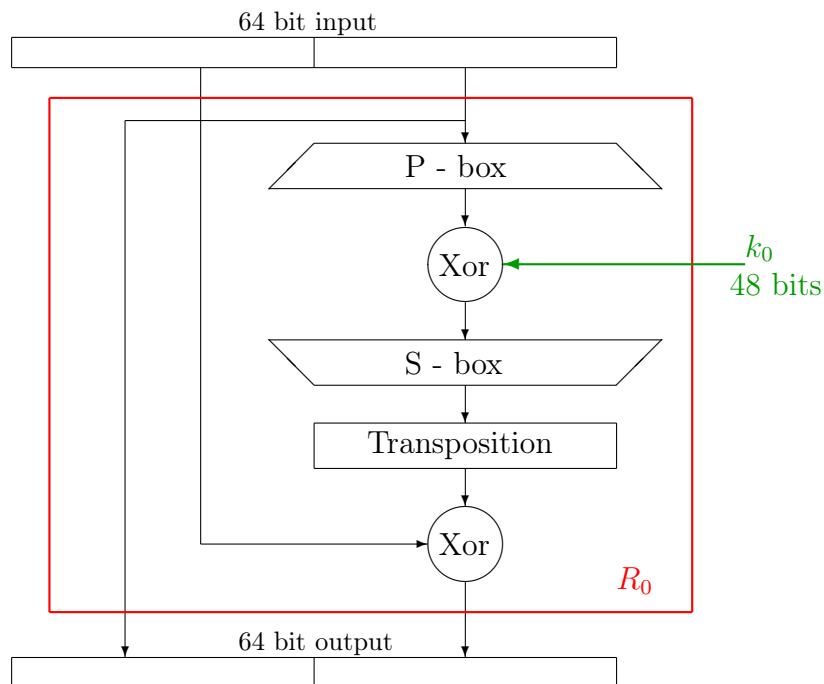 64 bit input
P - box
Xor
k₀
48 bits
S - box
Transposition
Xor
R₀
64 bit output